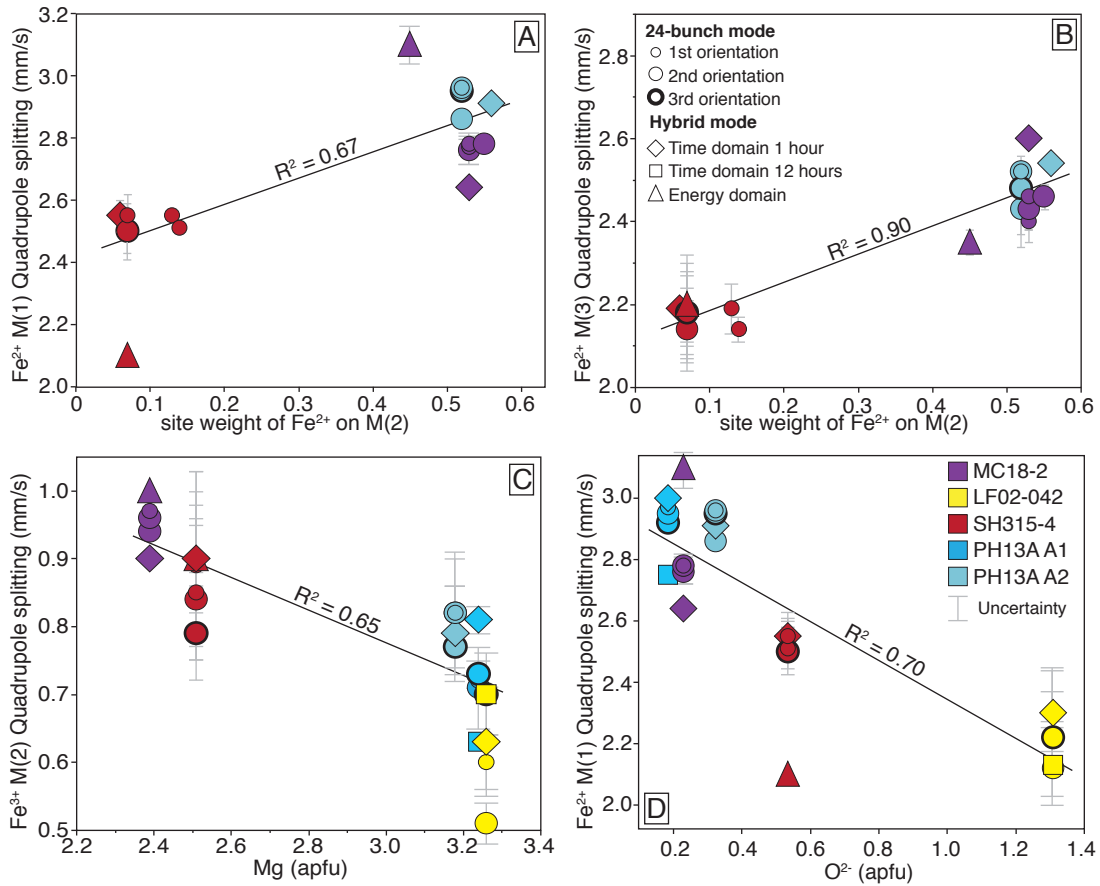 A
3.2
3.0
2.8
2.6
2.4
2.2
2.0
Fe²⁺ M(1) Quadrupole splitting (mm/s)
R² = 0.67
0 0.1 0.2 0.3 0.4 0.5 0.6
site weight of Fe²⁺ on M(2)
B
24-bunch mode
1st orientation
2nd orientation
3rd orientation
Hybrid mode
Time domain 1 hour
Time domain 12 hours
Energy domain
2.8
2.6
2.4
2.2
2.0
Fe²⁺ M(3) Quadrupole splitting (mm/s)
R² = 0.90
0 0.1 0.2 0.3 0.4 0.5 0.6
site weight of Fe²⁺ on M(2)
C
1.0
0.9
0.8
0.7
0.6
0.5
Fe³⁺ M(2) Quadrupole splitting (mm/s)
R² = 0.65
2.2 2.4 2.6 2.8 3.0 3.2 3.4
Mg (apfu)
MC18-2
LF02-042
SH315-4
PH13A A1
PH13A A2
Uncertainty
3.0
2.8
2.6
2.4
2.2
2.0
Fe²⁺ M(1) Quadrupole splitting (mm/s)
R² = 0.70
D
0.2 0.4 0.6 0.8 1.0 1.2 1.4
O²⁻ (apfu)